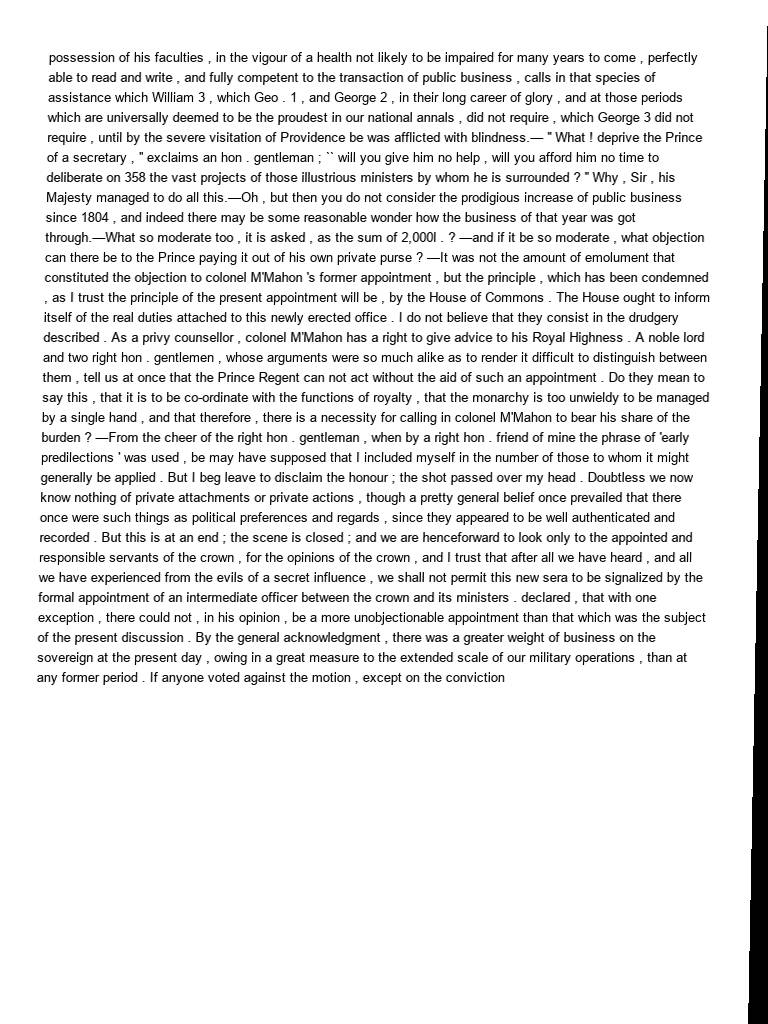 possession of his faculties , in the vigour of a health not likely to be impaired for many years to come , perfectly
able to read and write , and fully competent to the transaction of public business , calls in that species of
assistance which William 3 , which Geo . 1 , and George 2 , in their long career of glory , and at those periods
which are universally deemed to be the proudest in our national annals , did not require , which George 3 did not
require , until by the severe visitation of Providence be was afflicted with blindness.— " What ! deprive the Prince
of a secretary , " exclaims an hon . gentleman ; `` will you give him no help , will you afford him no time to
deliberate on 358 the vast projects of those illustrious ministers by whom he is surrounded ? " Why , Sir , his
Majesty managed to do all this.—Oh , but then you do not consider the prodigious increase of public business
since 1804 , and indeed there may be some reasonable wonder how the business of that year was got
through.—What so moderate too , it is asked , as the sum of 2,000l . ? —and if it be so moderate , what objection
can there be to the Prince paying it out of his own private purse ? —It was not the amount of emolument that
constituted the objection to colonel M'Mahon 's former appointment , but the principle , which has been condemned
, as I trust the principle of the present appointment will be , by the House of Commons . The House ought to inform
itself of the real duties attached to this newly erected office . I do not believe that they consist in the drudgery
described . As a privy counsellor , colonel M'Mahon has a right to give advice to his Royal Highness . A noble lord
and two right hon . gentlemen , whose arguments were so much alike as to render it difficult to distinguish between
them , tell us at once that the Prince Regent can not act without the aid of such an appointment . Do they mean to
say this , that it is to be co-ordinate with the functions of royalty , that the monarchy is too unwieldy to be managed
by a single hand , and that therefore , there is a necessity for calling in colonel M'Mahon to bear his share of the
burden ? —From the cheer of the right hon . gentleman , when by a right hon . friend of mine the phrase of 'early
predilections ' was used , be may have supposed that I included myself in the number of those to whom it might
generally be applied . But I beg leave to disclaim the honour ; the shot passed over my head . Doubtless we now
know nothing of private attachments or private actions , though a pretty general belief once prevailed that there
once were such things as political preferences and regards , since they appeared to be well authenticated and
recorded . But this is at an end ; the scene is closed ; and we are henceforward to look only to the appointed and
responsible servants of the crown , for the opinions of the crown , and I trust that after all we have heard , and all
we have experienced from the evils of a secret influence , we shall not permit this new sera to be signalized by the
formal appointment of an intermediate officer between the crown and its ministers . declared , that with one
exception , there could not , in his opinion , be a more unobjectionable appointment than that which was the subject
of the present discussion . By the general acknowledgment , there was a greater weight of business on the
sovereign at the present day , owing in a great measure to the extended scale of our military operations , than at
any former period . If anyone voted against the motion , except on the conviction